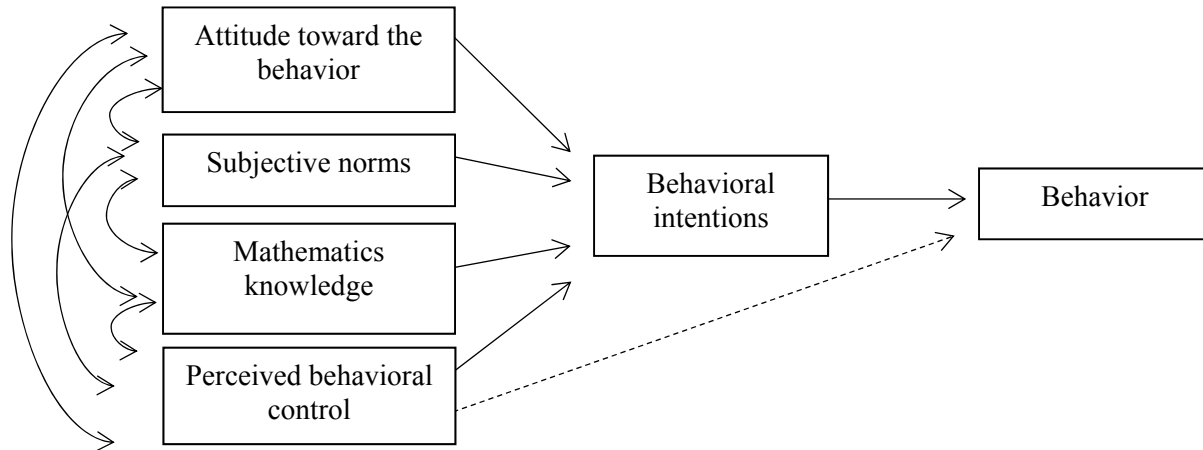 Attitude toward the
behavior
Subjective norms
Mathematics
knowledge
Perceived behavioral
control
Behavioral
intentions
Behavior